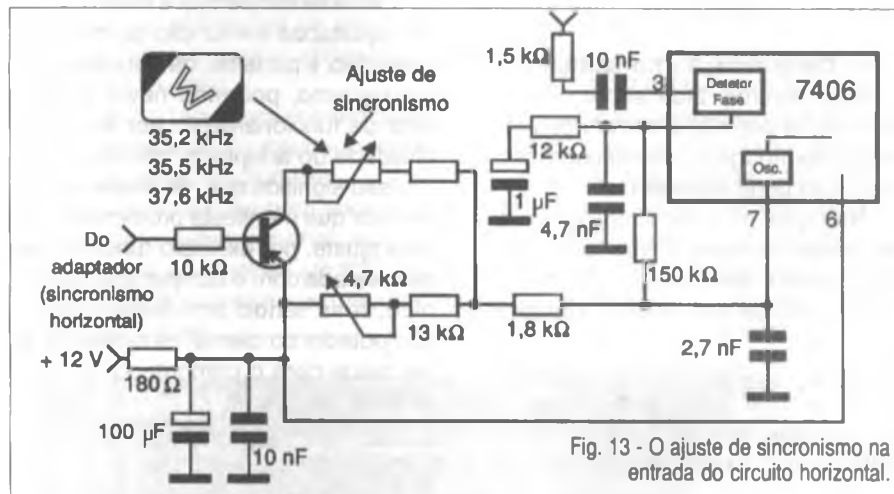 1,5 kΩ
10 nF
3
Detetor
Fase
7406
Ajuste de
sincronismo
35,2 kHz
35,5 kHz
37,6 kHz
12 kΩ
1 µF
4,7 nF
Osc.
7
6
Do
adaptador
(sincronismo
horizontal)
10 kΩ
4,7 kΩ
150 kΩ
13 kΩ
1,8 kΩ
2,7 nF
+ 12 V
180 Ω
100 µF
10 nF
Fig. 13 - O ajuste de sincronismo na
entrada do circuito horizontal.